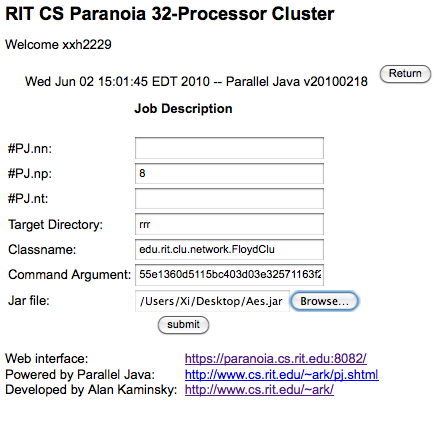 RIT CS Paranoia 32-Processor Cluster
Welcome xxh2229
Return
Wed Jun 02 15:01:45 EDT 2010 -- Parallel Java v20100218
Job Description
#PJ.nn:
#PJ.np: 8
#PJ.nt:
Target Directory: rrr
Classname: edu.rit.clu.network.FloydClu
Command Argument: 55e1360d5115bc403d03e32571163f2
Jar file: /Users/Xi/Desktop/Aes.jar Browse...
submit
Web interface: https://paranoia.cs.rit.edu:8082/
Powered by Parallel Java: http://www.cs.rit.edu/~ark/pj.shtml
Developed by Alan Kaminsky: http://www.cs.rit.edu/~ark/